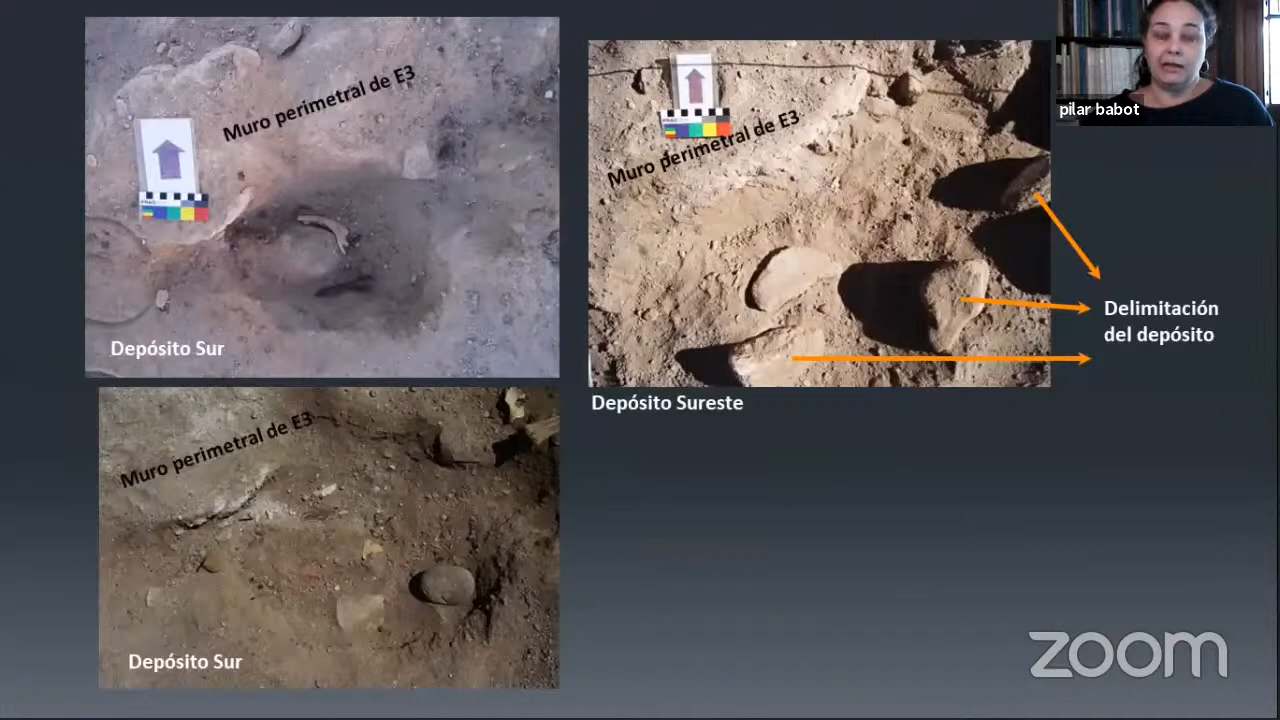 Muro perimetral de E3
Depósito Sur
Muro perimetral de E3
Depósito Sureste
Delimitación
del depósito
Muro perimetral de E3
Depósito Sur
pilar babot
zoom